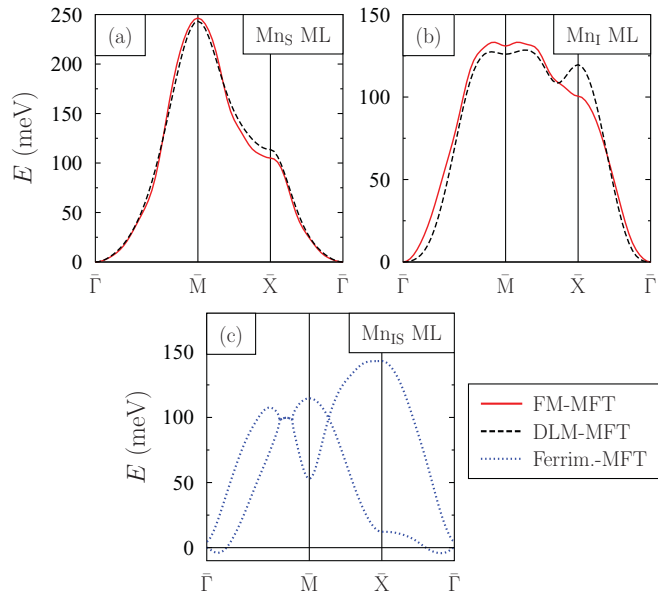 (a) Mn_S ML
250
200
150
100
50
0
E (meV)
Γ̄ M̄ X̄ Γ̄
(b) Mn_I ML
150
100
50
0
Γ̄ M̄ X̄ Γ̄
(c) Mn_IS ML
150
100
50
0
E (meV)
Γ̄ M̄ X̄ Γ̄
FM-MFT
DLM-MFT
Ferrim.-MFT